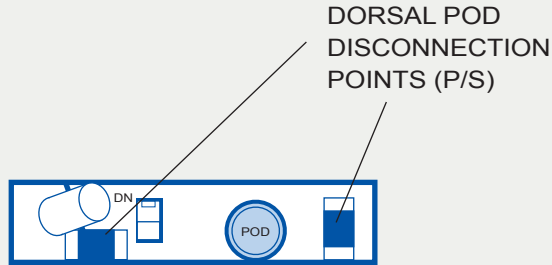 DORSAL POD
DISCONNECTION
POINTS (P/S)
DN
POD